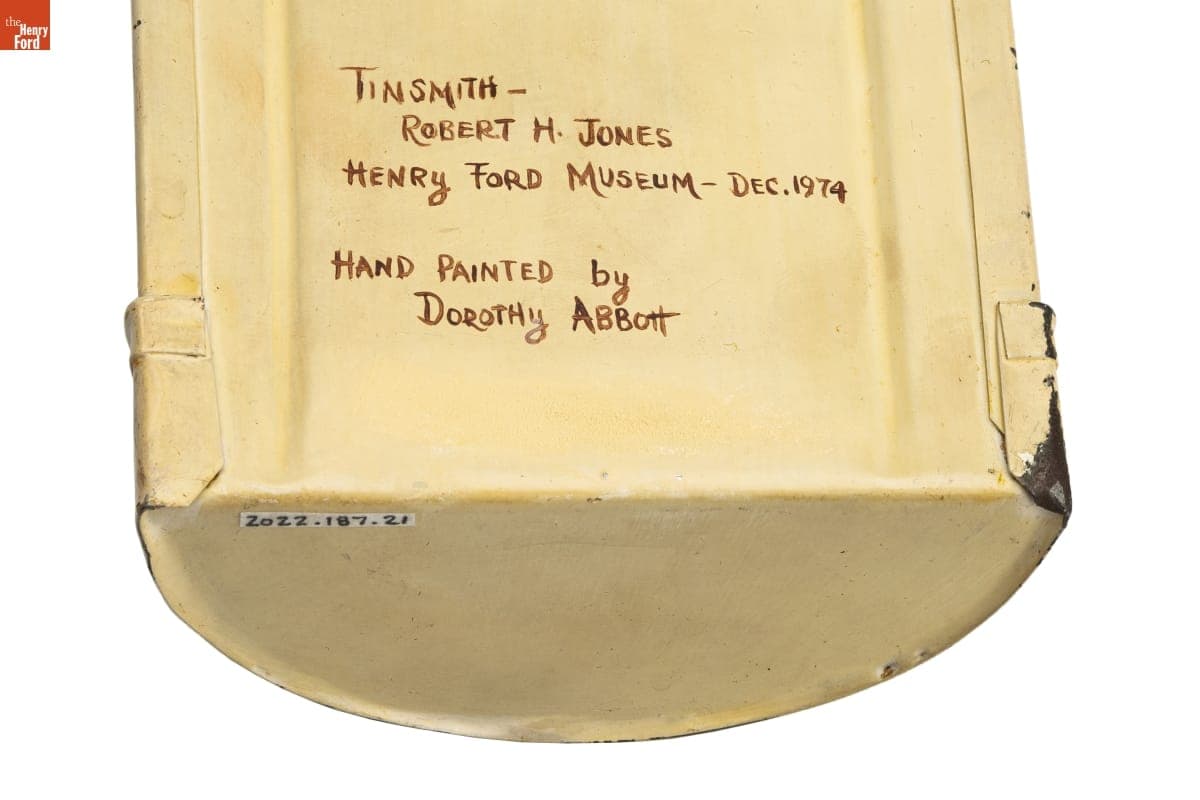 the
Henry
Ford
TINSMITH –
ROBERT H. JONES
HENRY FORD MUSEUM – DEC. 1974
HAND PAINTED by
DOROTHY ABBOTT
2022.187.21